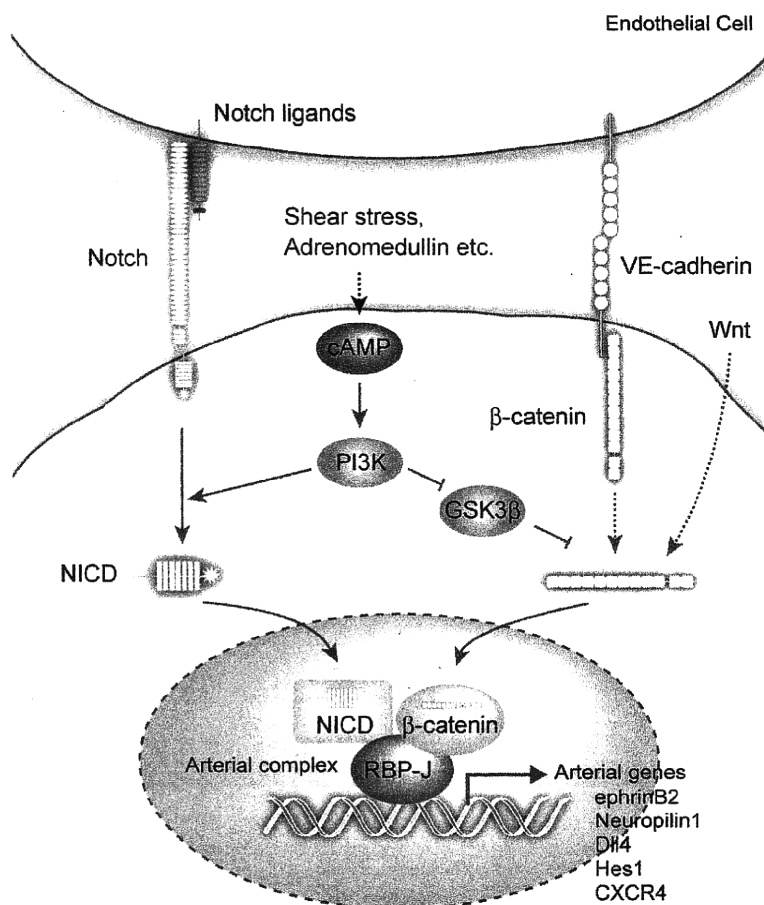 Endothelial Cell
Notch ligands
Shear stress,
Adrenomedullin etc.
Notch
VE-cadherin
Wnt
cAMP
β-catenin
PI3K
GSK3β
NICD
NICD
β-catenin
Arterial complex
RBP-J
Arterial genes
ephrinB2
Neuropilin1
Dll4
Hes1
CXCR4